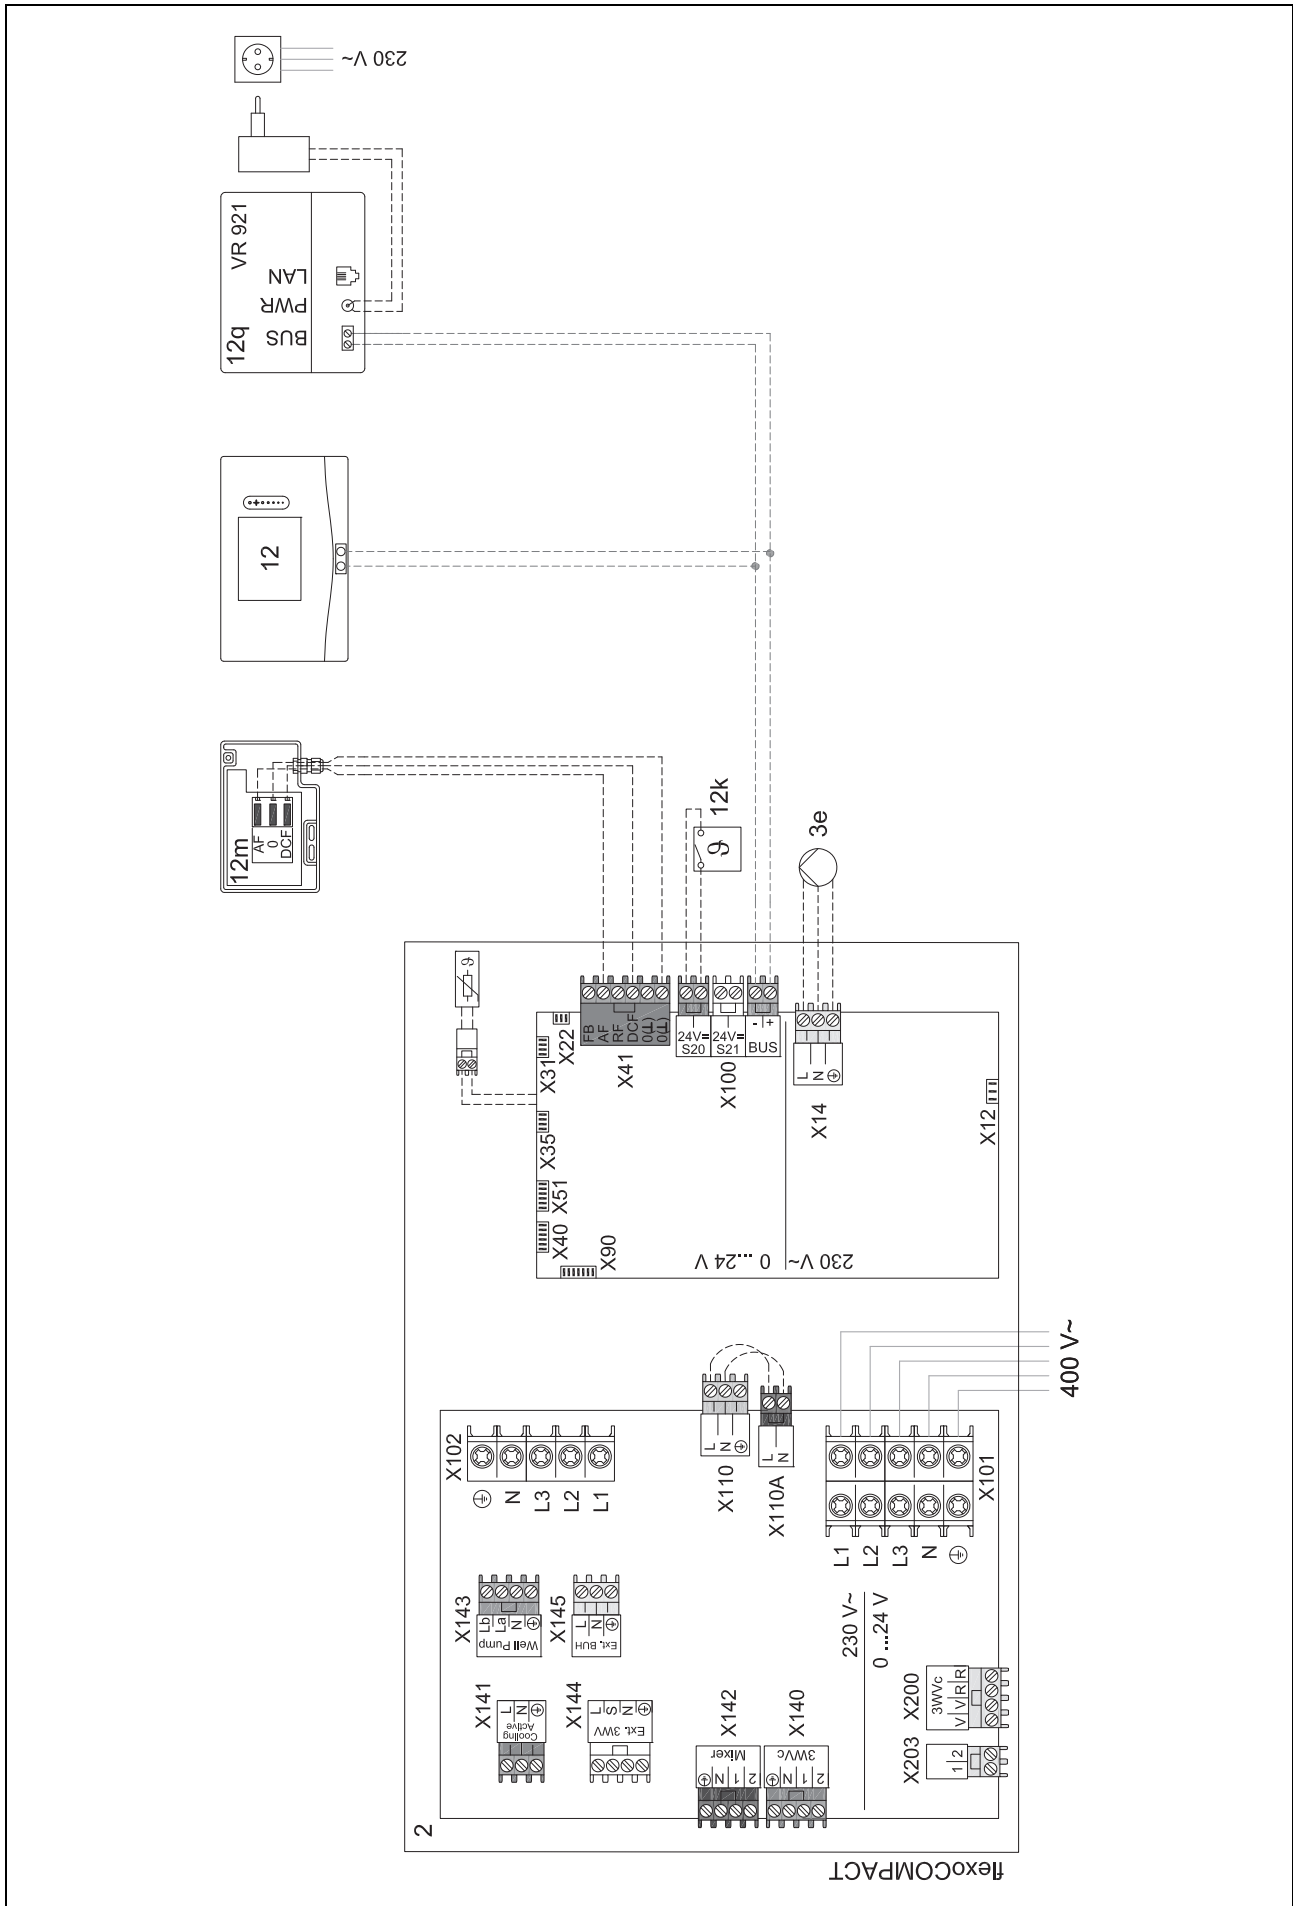 230 V~
VR 921
LAN
PWR
BUS
12q
12
12m
AF
0
DCF
12k
ϑ
3e
ϑ
X22
X31
X35
X51
X40
X90
FB
AF
RF
DCF
0(⊥)
0(⊥)
X41
24V=
S20
24V=
S21
- +
BUS
X100
L
N
X14
X12
0 ...24 V
230 V~
400 V~
X102
N
L3
L2
L1
L
N
X110
L
N
X110A
X101
L1
L2
L3
N
X143
Lb
La
N
Well Pump
X145
L
N
Ext. BUH
X141
L
N
Cooling
Active
X144
L
S
N
Ext. 3WV
X142
Mixer
N
1
2
X140
3WVc
N
1
2
230 V~
0 ...24 V
X200
3WVc
V V R R
X203
1 2
2
flexoCOMPACT